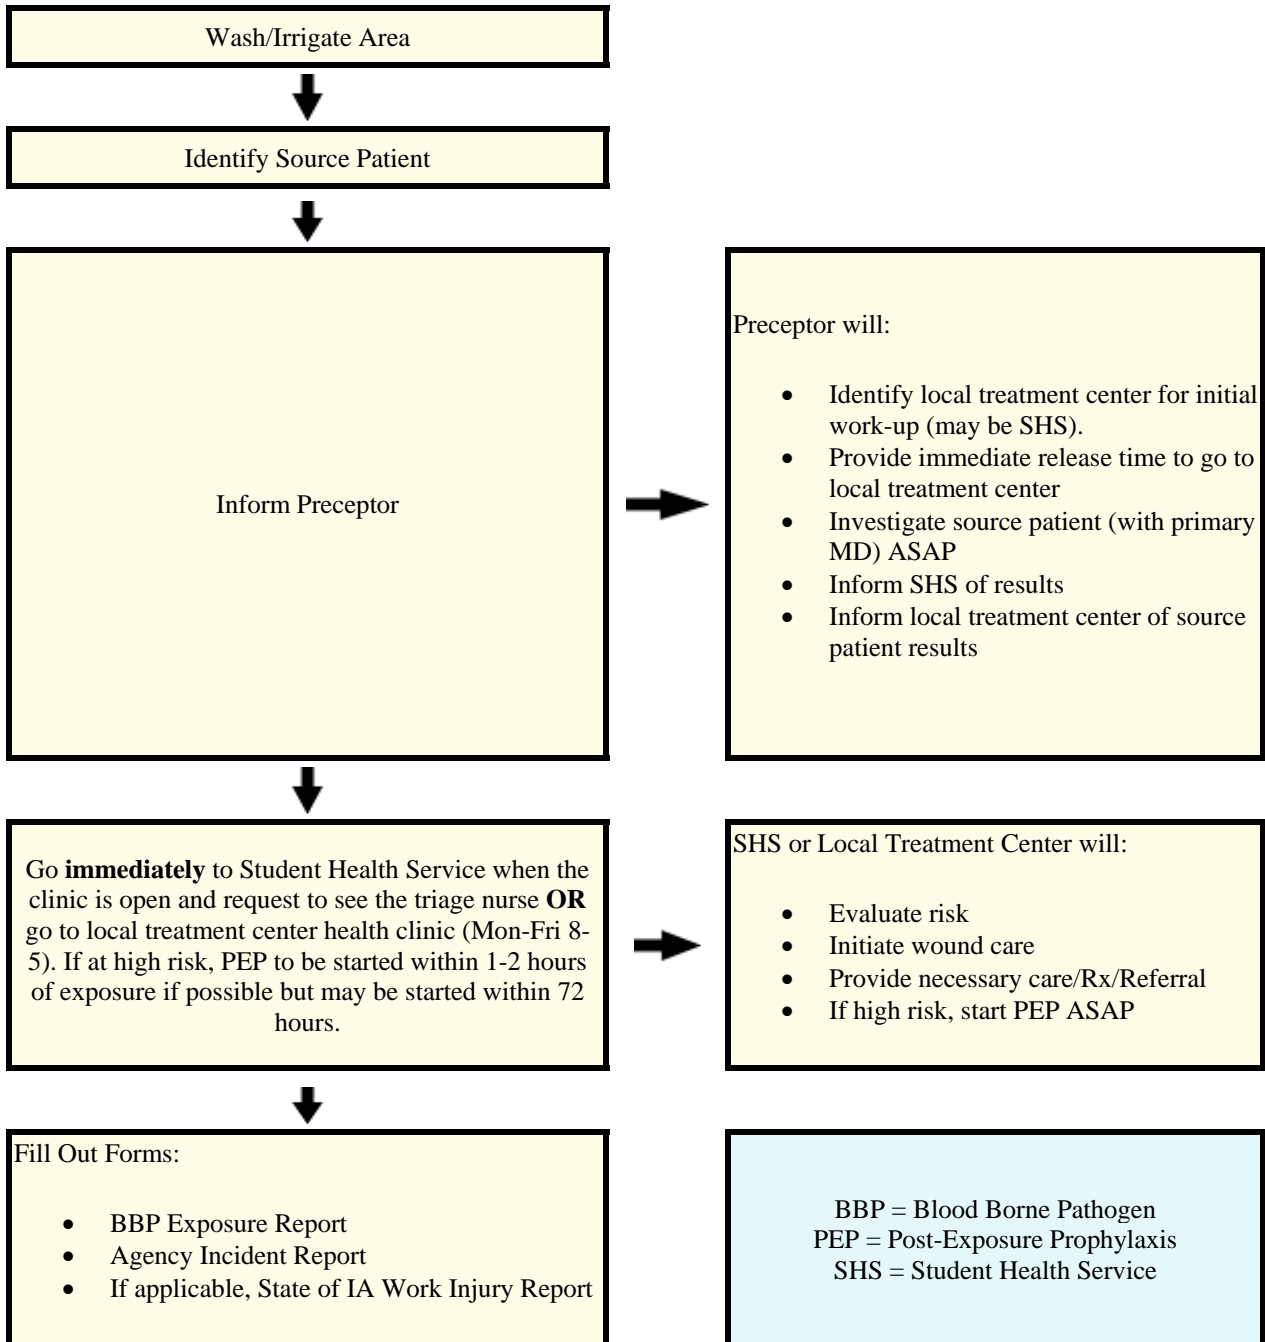 Wash/Irrigate Area
Identify Source Patient
Inform Preceptor
Preceptor will:
• Identify local treatment center for initial
work-up (may be SHS).
• Provide immediate release time to go to
local treatment center
• Investigate source patient (with primary
MD) ASAP
• Inform SHS of results
• Inform local treatment center of source
patient results
Go immediately to Student Health Service when the
clinic is open and request to see the triage nurse OR
go to local treatment center health clinic (Mon-Fri 8-
5). If at high risk, PEP to be started within 1-2 hours
of exposure if possible but may be started within 72
hours.
SHS or Local Treatment Center will:
• Evaluate risk
• Initiate wound care
• Provide necessary care/Rx/Referral
• If high risk, start PEP ASAP
Fill Out Forms:
• BBP Exposure Report
• Agency Incident Report
• If applicable, State of IA Work Injury Report
BBP = Blood Borne Pathogen
PEP = Post-Exposure Prophylaxis
SHS = Student Health Service